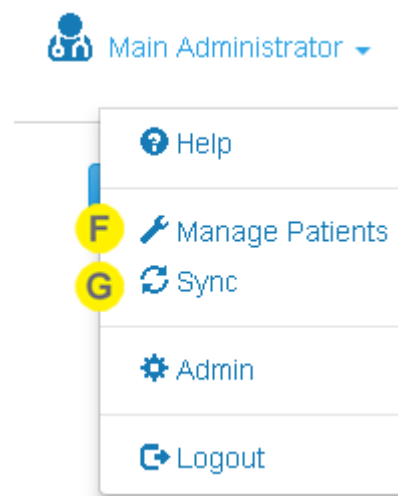 Main Administrator
Help
F Manage Patients
G Sync
Admin
Logout